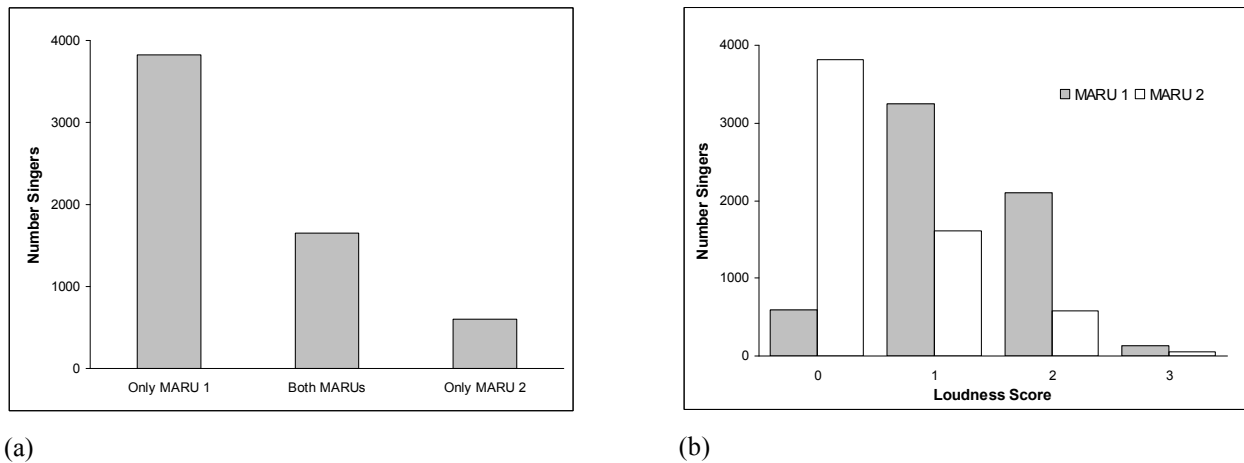 4000
3000
2000
1000
0
Number Singers
Only MARU 1
Both MARUs
Only MARU 2
(a)
4000
3000
2000
1000
0
Number Singers
MARU 1 MARU 2
0 1 2 3
Loudness Score
(b)